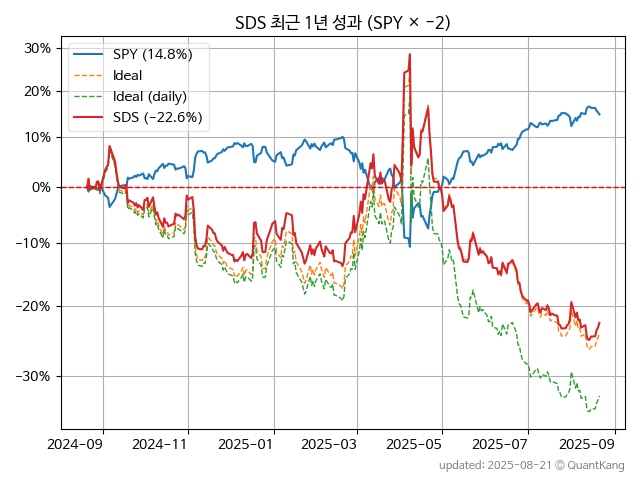 SDS 최근 1년 성과 (SPY × −2)
30%
20%
10%
0%
−10%
−20%
−30%
SPY (14.8%)
Ideal
Ideal (daily)
SDS (−22.6%)
2024−09
2024−11
2025−01
2025−03
2025−05
2025−07
2025−09
updated: 2025−08−21 © QuantKang